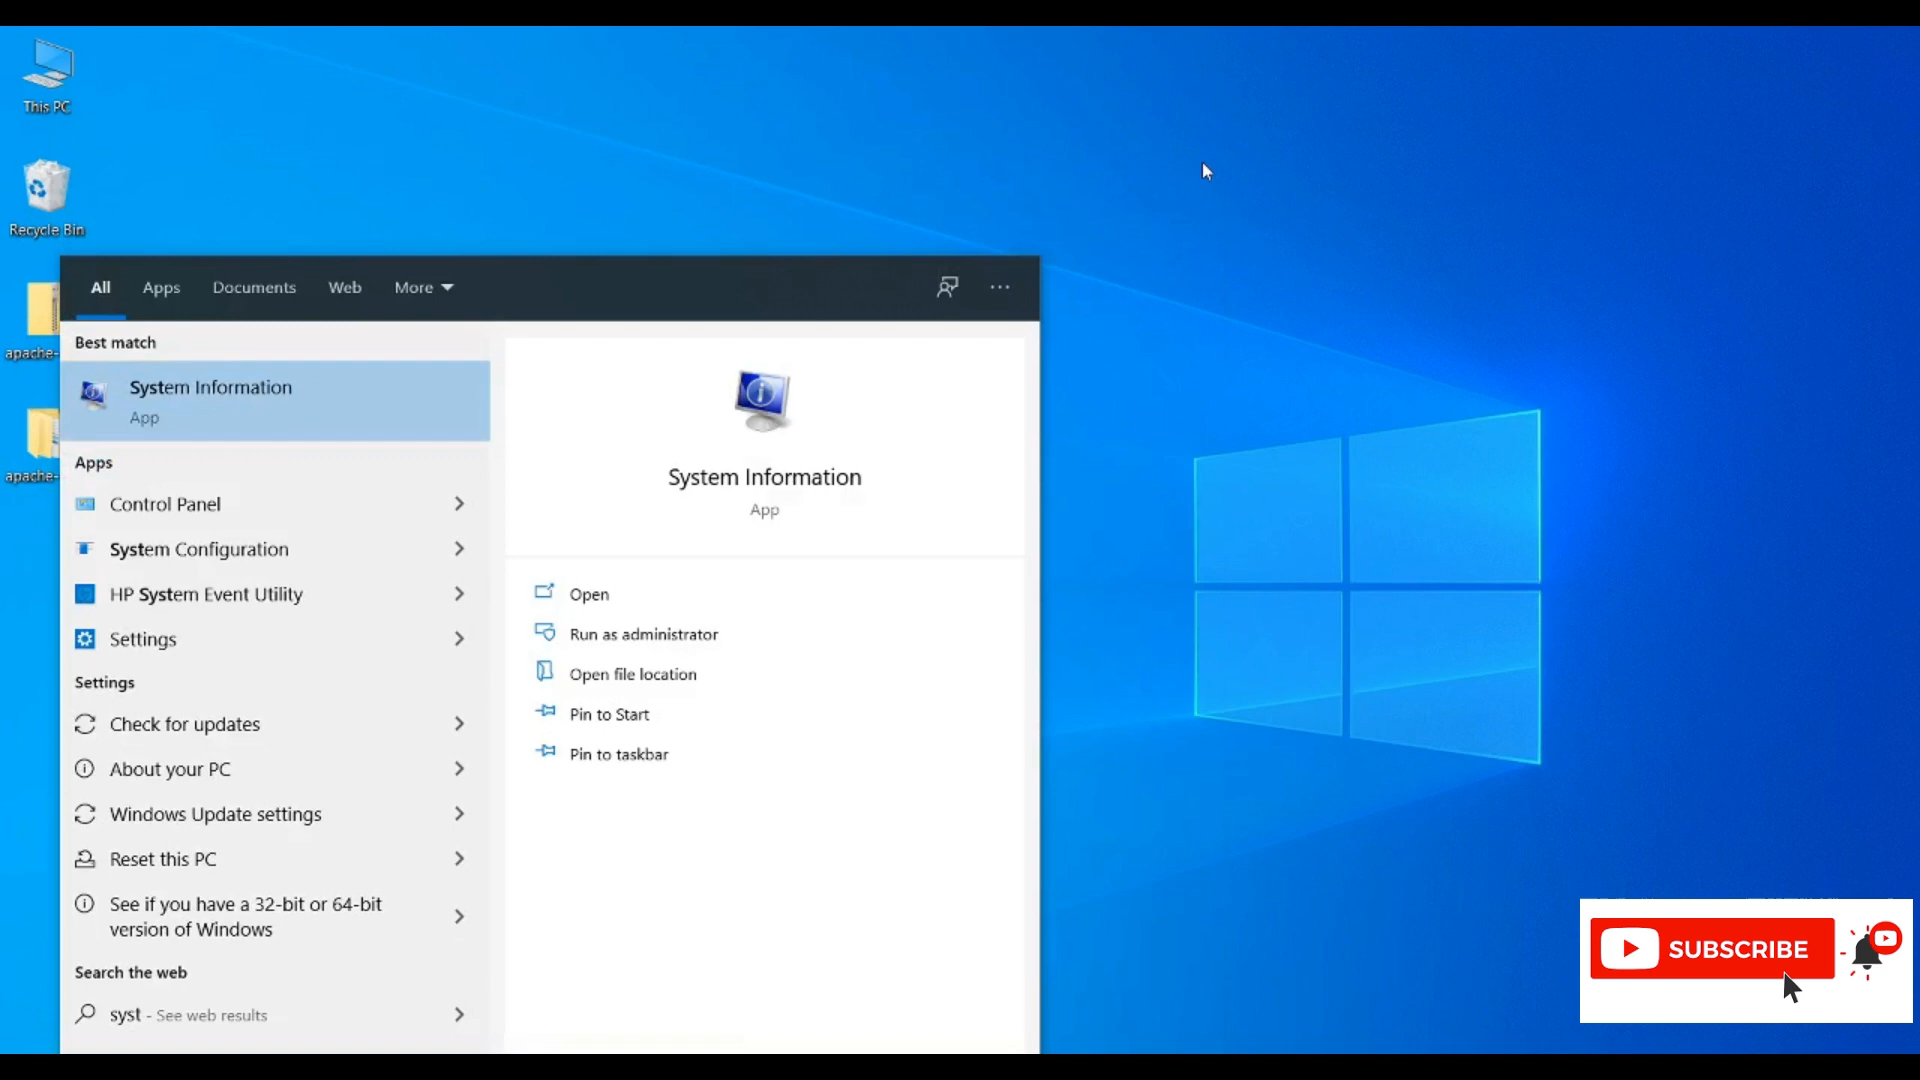 This PC
Recycle Bin
apache-
apache-
All Apps Documents Web More
Best match
System Information
App
Apps
Control Panel
System Configuration
HP System Event Utility
Settings
Settings
Check for updates
About your PC
Windows Update settings
Reset this PC
See if you have a 32-bit or 64-bit
version of Windows
Search the web
syst - See web results
System Information
App
Open
Run as administrator
Open file location
Pin to Start
Pin to taskbar
SUBSCRIBE